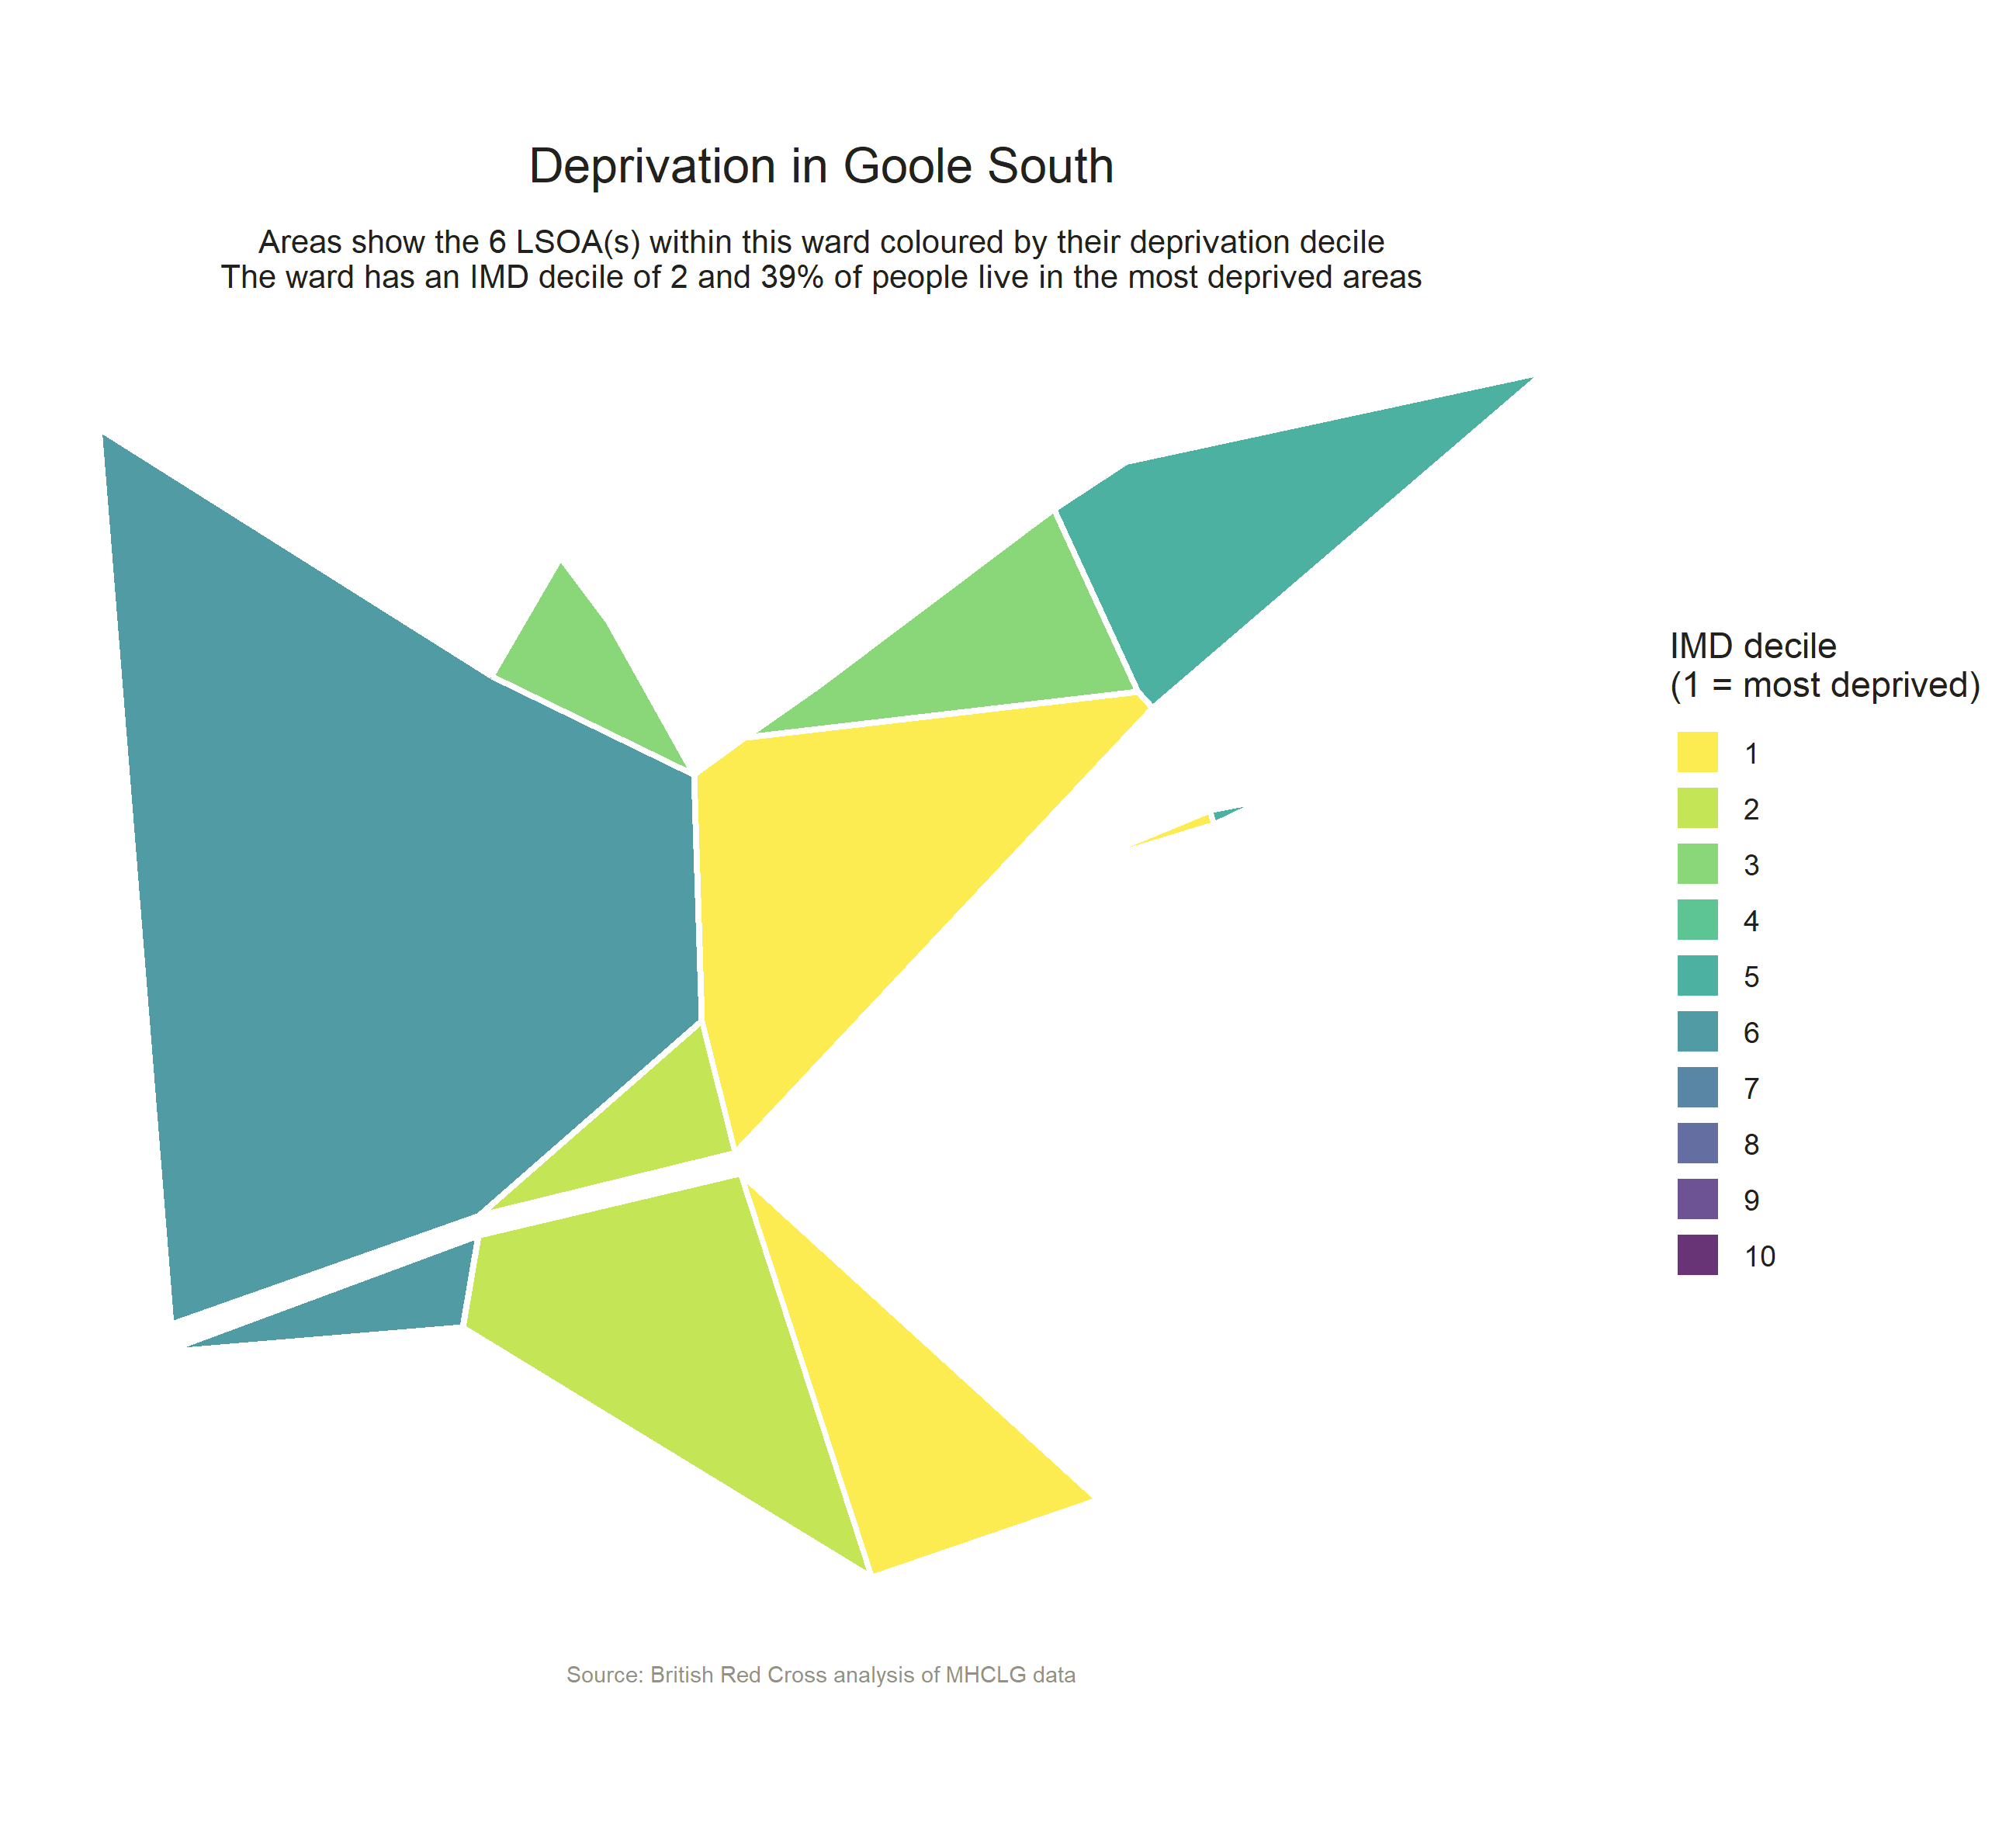 Deprivation in Goole South
Areas show the 6 LSOA(s) within this ward coloured by their deprivation decile
The ward has an IMD decile of 2 and 39% of people live in the most deprived areas
IMD decile
(1 = most deprived)
1
2
3
4
5
6
7
8
9
10
Source: British Red Cross analysis of MHCLG data